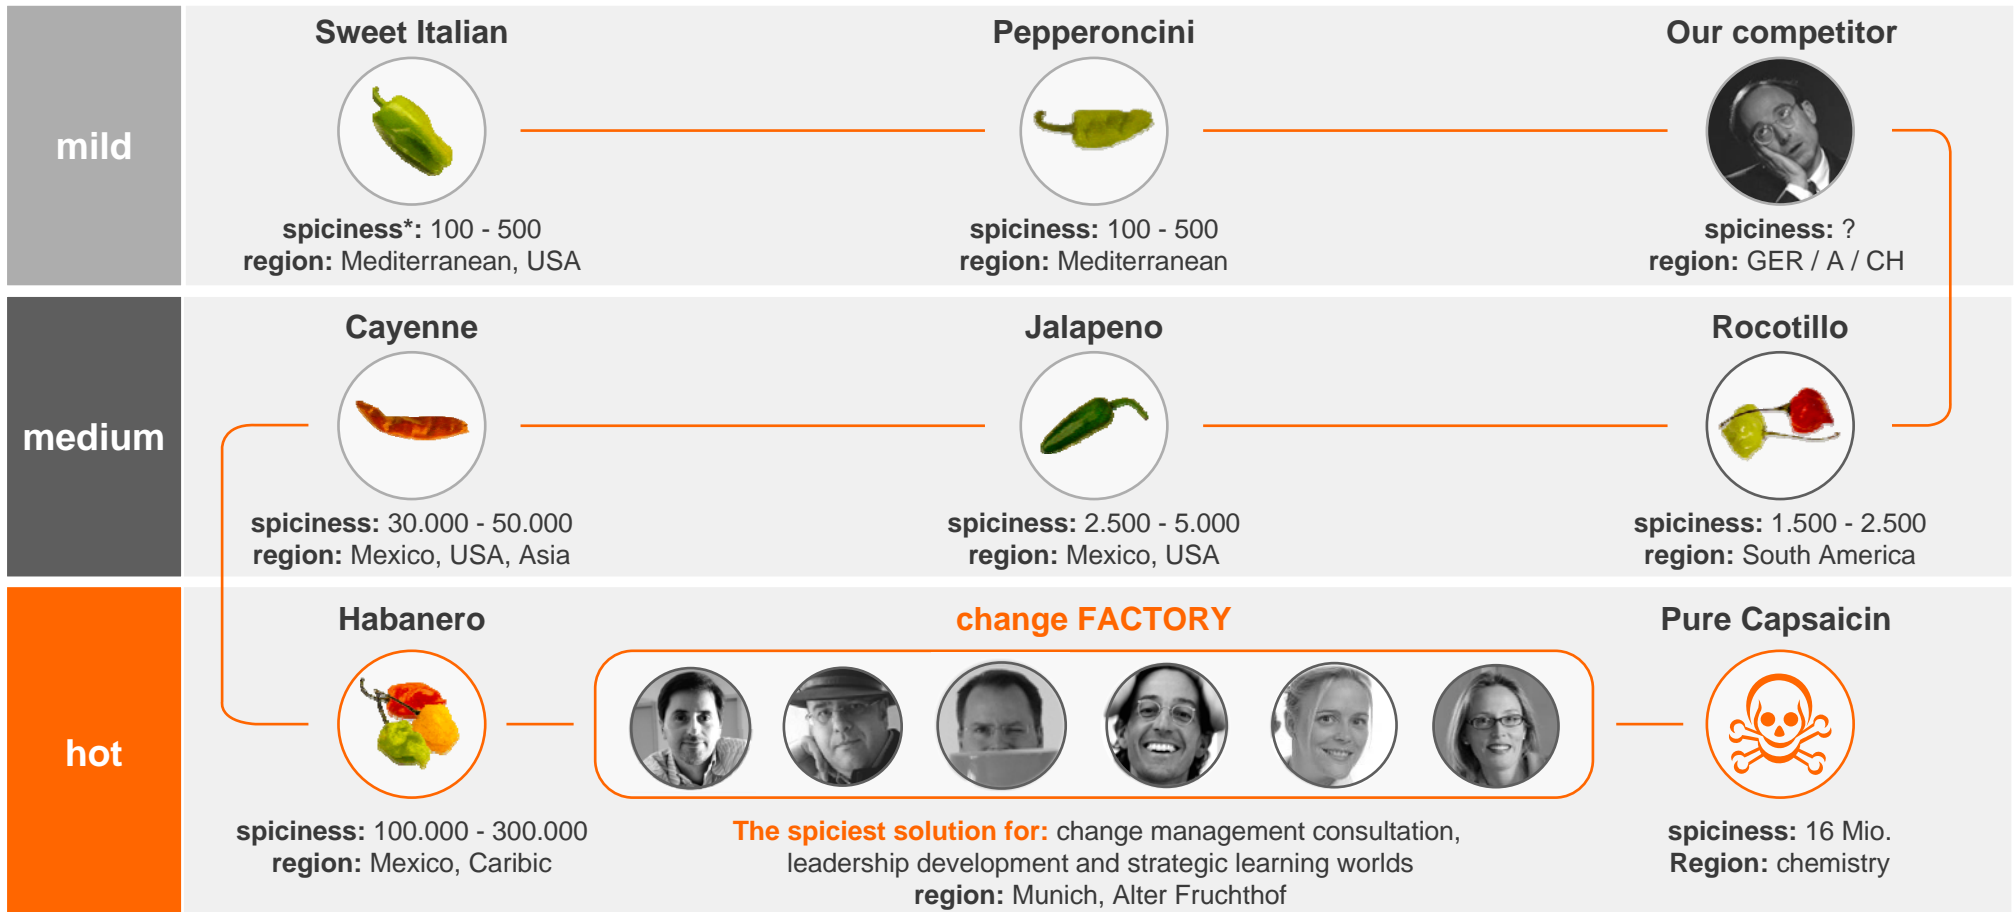 mild
Sweet Italian
spiciness*: 100 - 500
region: Mediterranean, USA
Pepperoncini
spiciness: 100 - 500
region: Mediterranean
Our competitor
spiciness: ?
region: GER / A / CH
medium
Cayenne
spiciness: 30.000 - 50.000
region: Mexico, USA, Asia
Jalapeno
spiciness: 2.500 - 5.000
region: Mexico, USA
Rocotillo
spiciness: 1.500 - 2.500
region: South America
hot
Habanero
spiciness: 100.000 - 300.000
region: Mexico, Caribic
change FACTORY
The spiciest solution for: change management consultation,
leadership development and strategic learning worlds
region: Munich, Alter Fruchthof
Pure Capsaicin
spiciness: 16 Mio.
Region: chemistry